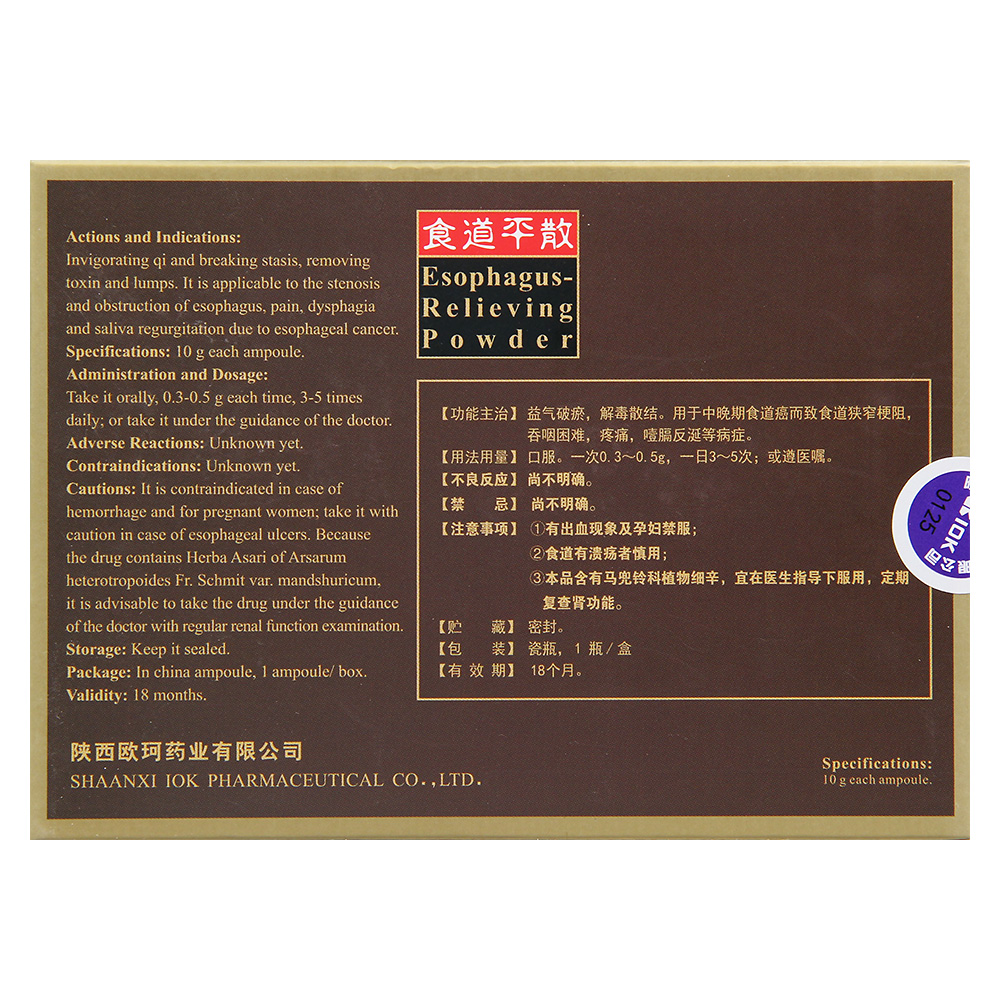 Actions and Indications:
Invigorating qi and breaking stasis, removing
toxin and lumps. It is applicable to the stenosis
and obstruction of esophagus, pain, dysphagia
and saliva regurgitation due to esophageal cancer.
Specifications: 10 g each ampoule.
Administration and Dosage:
Take it orally, 0.3-0.5 g each time, 3-5 times
daily; or take it under the guidance of the doctor.
Adverse Reactions: Unknown yet.
Contraindications: Unknown yet.
Cautions: It is contraindicated in case of
hemorrhage and for pregnant women; take it with
caution in case of esophageal ulcers. Because
the drug contains Herba Asari of Arsarum
heterotropoides Fr. Schmit var. mandshuricum,
it is advisable to take the drug under the guidance
of the doctor with regular renal function examination.
Storage: Keep it sealed.
Package: In china ampoule, 1 ampoule/ box.
Validity: 18 months.
陕西欧珂药业有限公司
SHAANXI IOK PHARMACEUTICAL CO.,LTD.
食道平散
Esophagus-
Relieving
Powder
【功能主治】 益气破瘀，解毒散结。用于中晚期食道癌而致食道狭窄梗阻，
吞咽困难，疼痛，噎膈反涎等病症。
【用法用量】 口服。一次0.3～0.5g，一日3～5次；或遵医嘱。
【不良反应】 尚不明确。
【禁 忌】 尚不明确。
【注意事项】 ①有出血现象及孕妇禁服；
②食道有溃疡者慎用；
③本品含有马兜铃科植物细辛，宜在医生指导下服用，定期
复查肾功能。
【贮 藏】 密封。
【包 装】 瓷瓶，1 瓶/盒
【有 效 期】 18个月。
0125
IOK
限公司
Specifications:
10 g each ampoule.